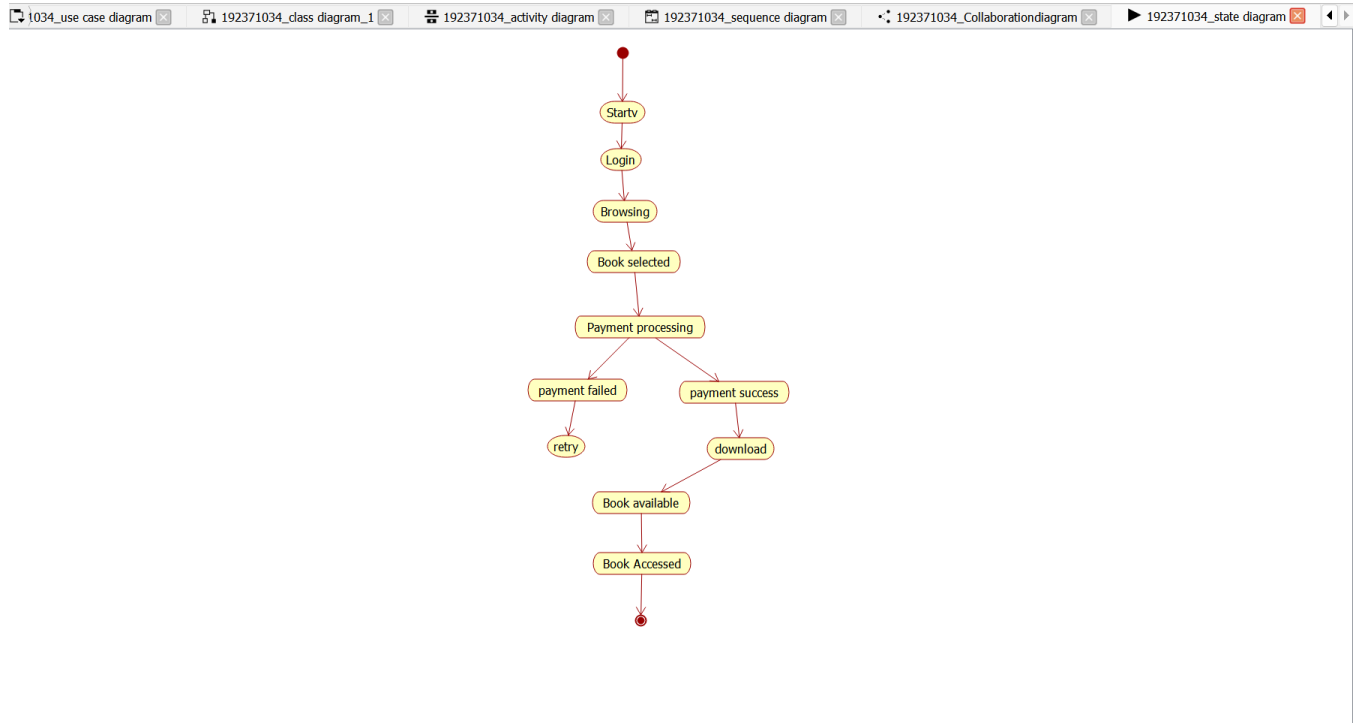 1034_use case diagram
192371034_class diagram_1
192371034_activity diagram
192371034_sequence diagram
192371034_Collaborationdiagram
192371034_state diagram
Startv
Login
Browsing
Book selected
Payment processing
payment failed
payment success
retry
download
Book available
Book Accessed